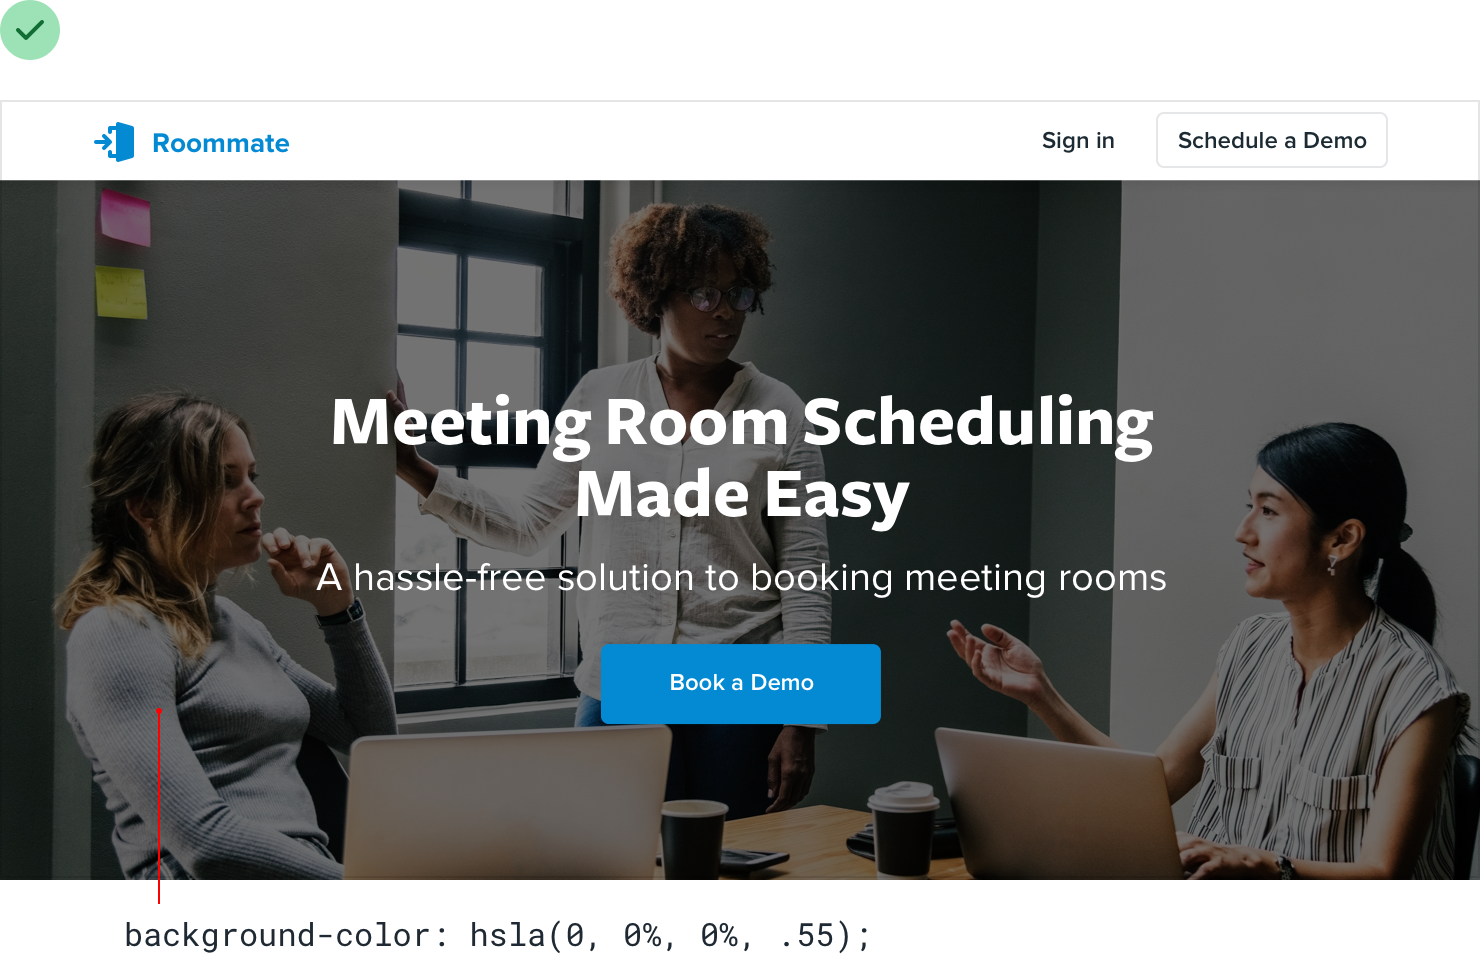 Roommate
Sign in
Schedule a Demo
Meeting Room Scheduling
Made Easy
A hassle-free solution to booking meeting rooms
Book a Demo
background-color: hsla(0, 0%, 0%, .55);